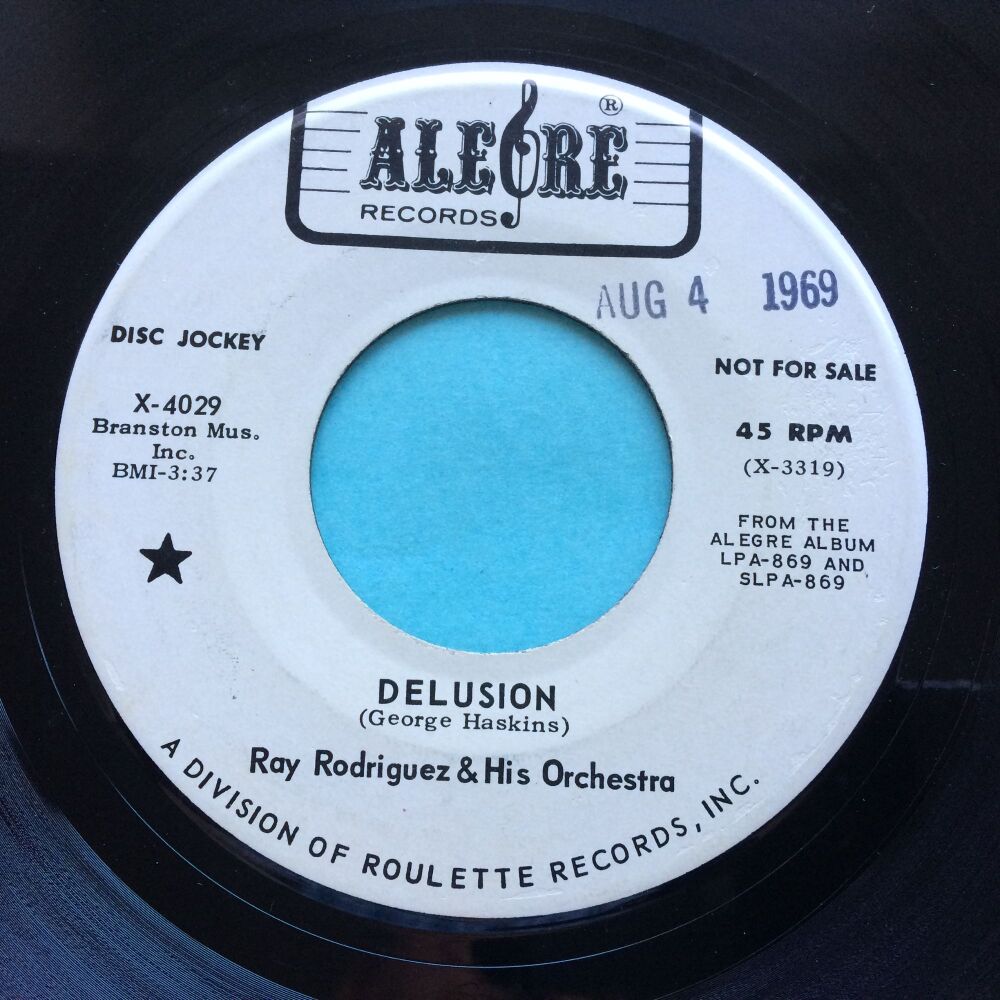 ALEGRE ®
RECORDS
AUG 4 1969
DISC JOCKEY
X-4029
Branston Mus.
Inc.
BMI-3:37
NOT FOR SALE
45 RPM
(X-3319)
FROM THE
ALEGRE ALBUM
LPA-869 AND
SLPA-869
DELUSION
(George Haskins)
Ray Rodriguez & His Orchestra
A DIVISION OF ROULETTE RECORDS, INC.